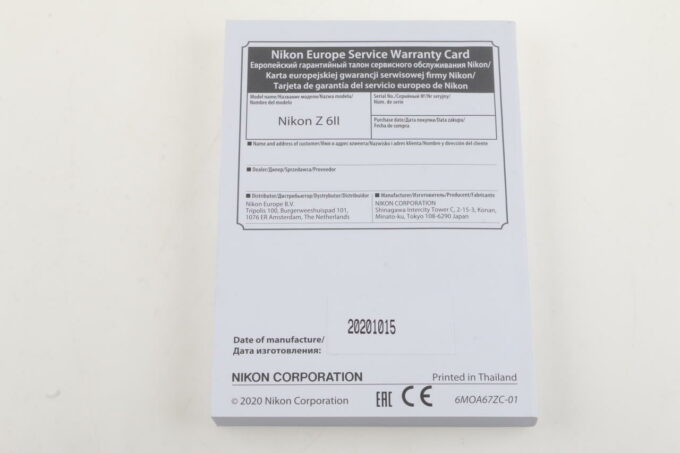 Nikon Europe Service Warranty Card
Европейский гарантийный талон сервисного обслуживания Nikon/
Karta europejskiej gwarancji serwisowej firmy Nikon/
Tarjeta de garantía del servicio europeo de Nikon
Model name/Название модели/Nazwa modelu/
Nombre del modelo
Nikon Z 6II
Serial No./Серийный №/Nr seryjny/
Núm. de serie
Purchase date/Дата покупки/Data zakupu/
Fecha de compra
■ Name and address of customer/Имя и адрес клиента/Nazwisko i adres klienta/Nombre y dirección del cliente
■ Dealer/Дилер/Sprzedawca/Proveedor
■ Distributor/Дистрибьютор/Dystrybutor/Distribuidor
Nikon Europe B.V.
Tripolis 100, Burgerweeshuispad 101,
1076 ER Amsterdam, The Netherlands
■ Manufacturer/Изготовитель/Producent/Fabricante
NIKON CORPORATION
Shinagawa Intercity Tower C, 2-15-3, Konan,
Minato-ku, Tokyo 108-6290 Japan
20201015
Date of manufacture/
Дата изготовления:
NIKON CORPORATION
Printed in Thailand
© 2020 Nikon Corporation
EAC CE
6MOA67ZC-01